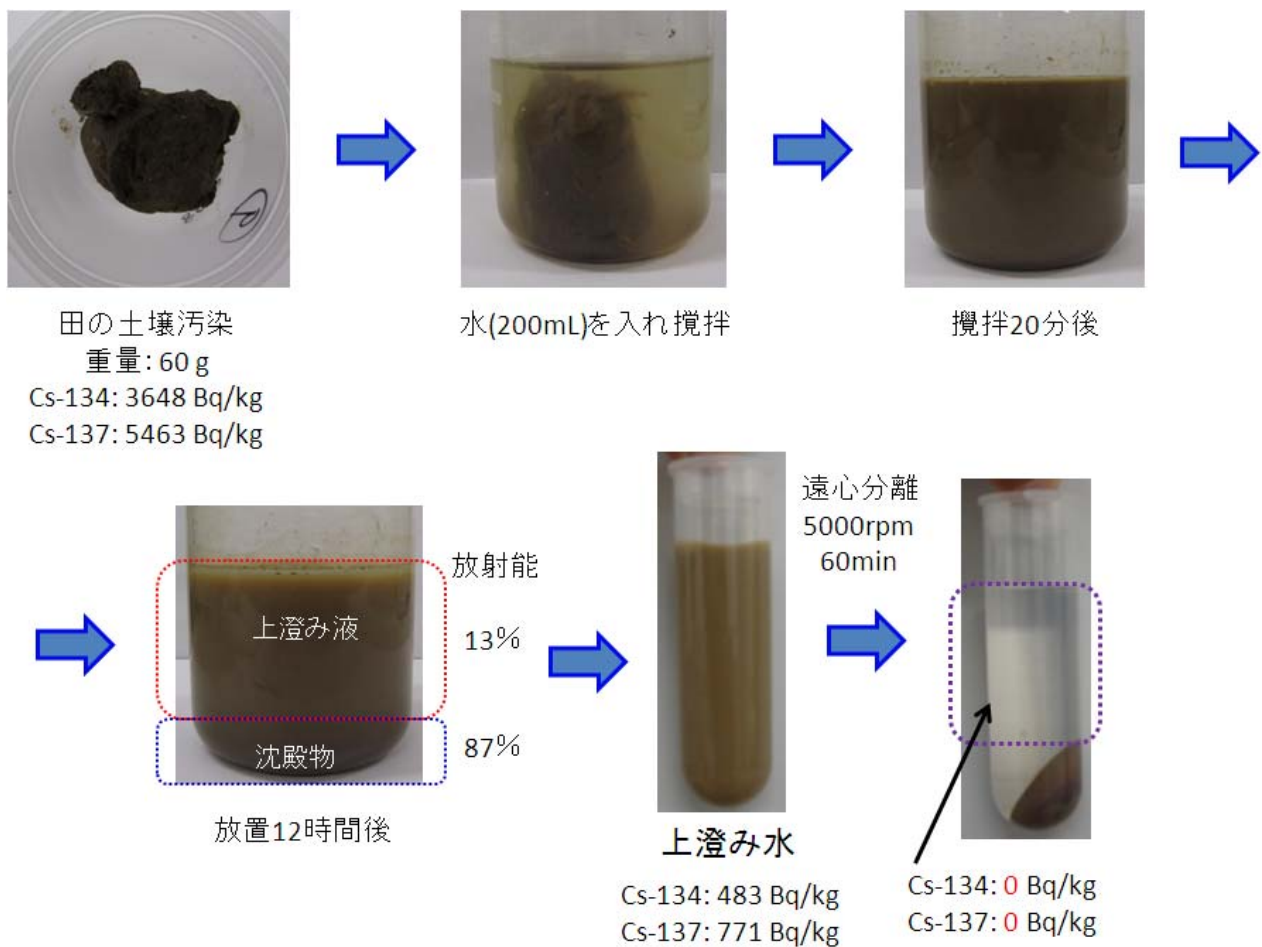 田の土壌汚染
重量: 60 g
Cs-134: 3648 Bq/kg
Cs-137: 5463 Bq/kg
水(200mL)を入れ撹拌
攪拌20分後
上澄み液
沈殿物
放射能
13%
87%
放置12時間後
上澄み水
Cs-134: 483 Bq/kg
Cs-137: 771 Bq/kg
遠心分離
5000rpm
60min
Cs-134: 0 Bq/kg
Cs-137: 0 Bq/kg